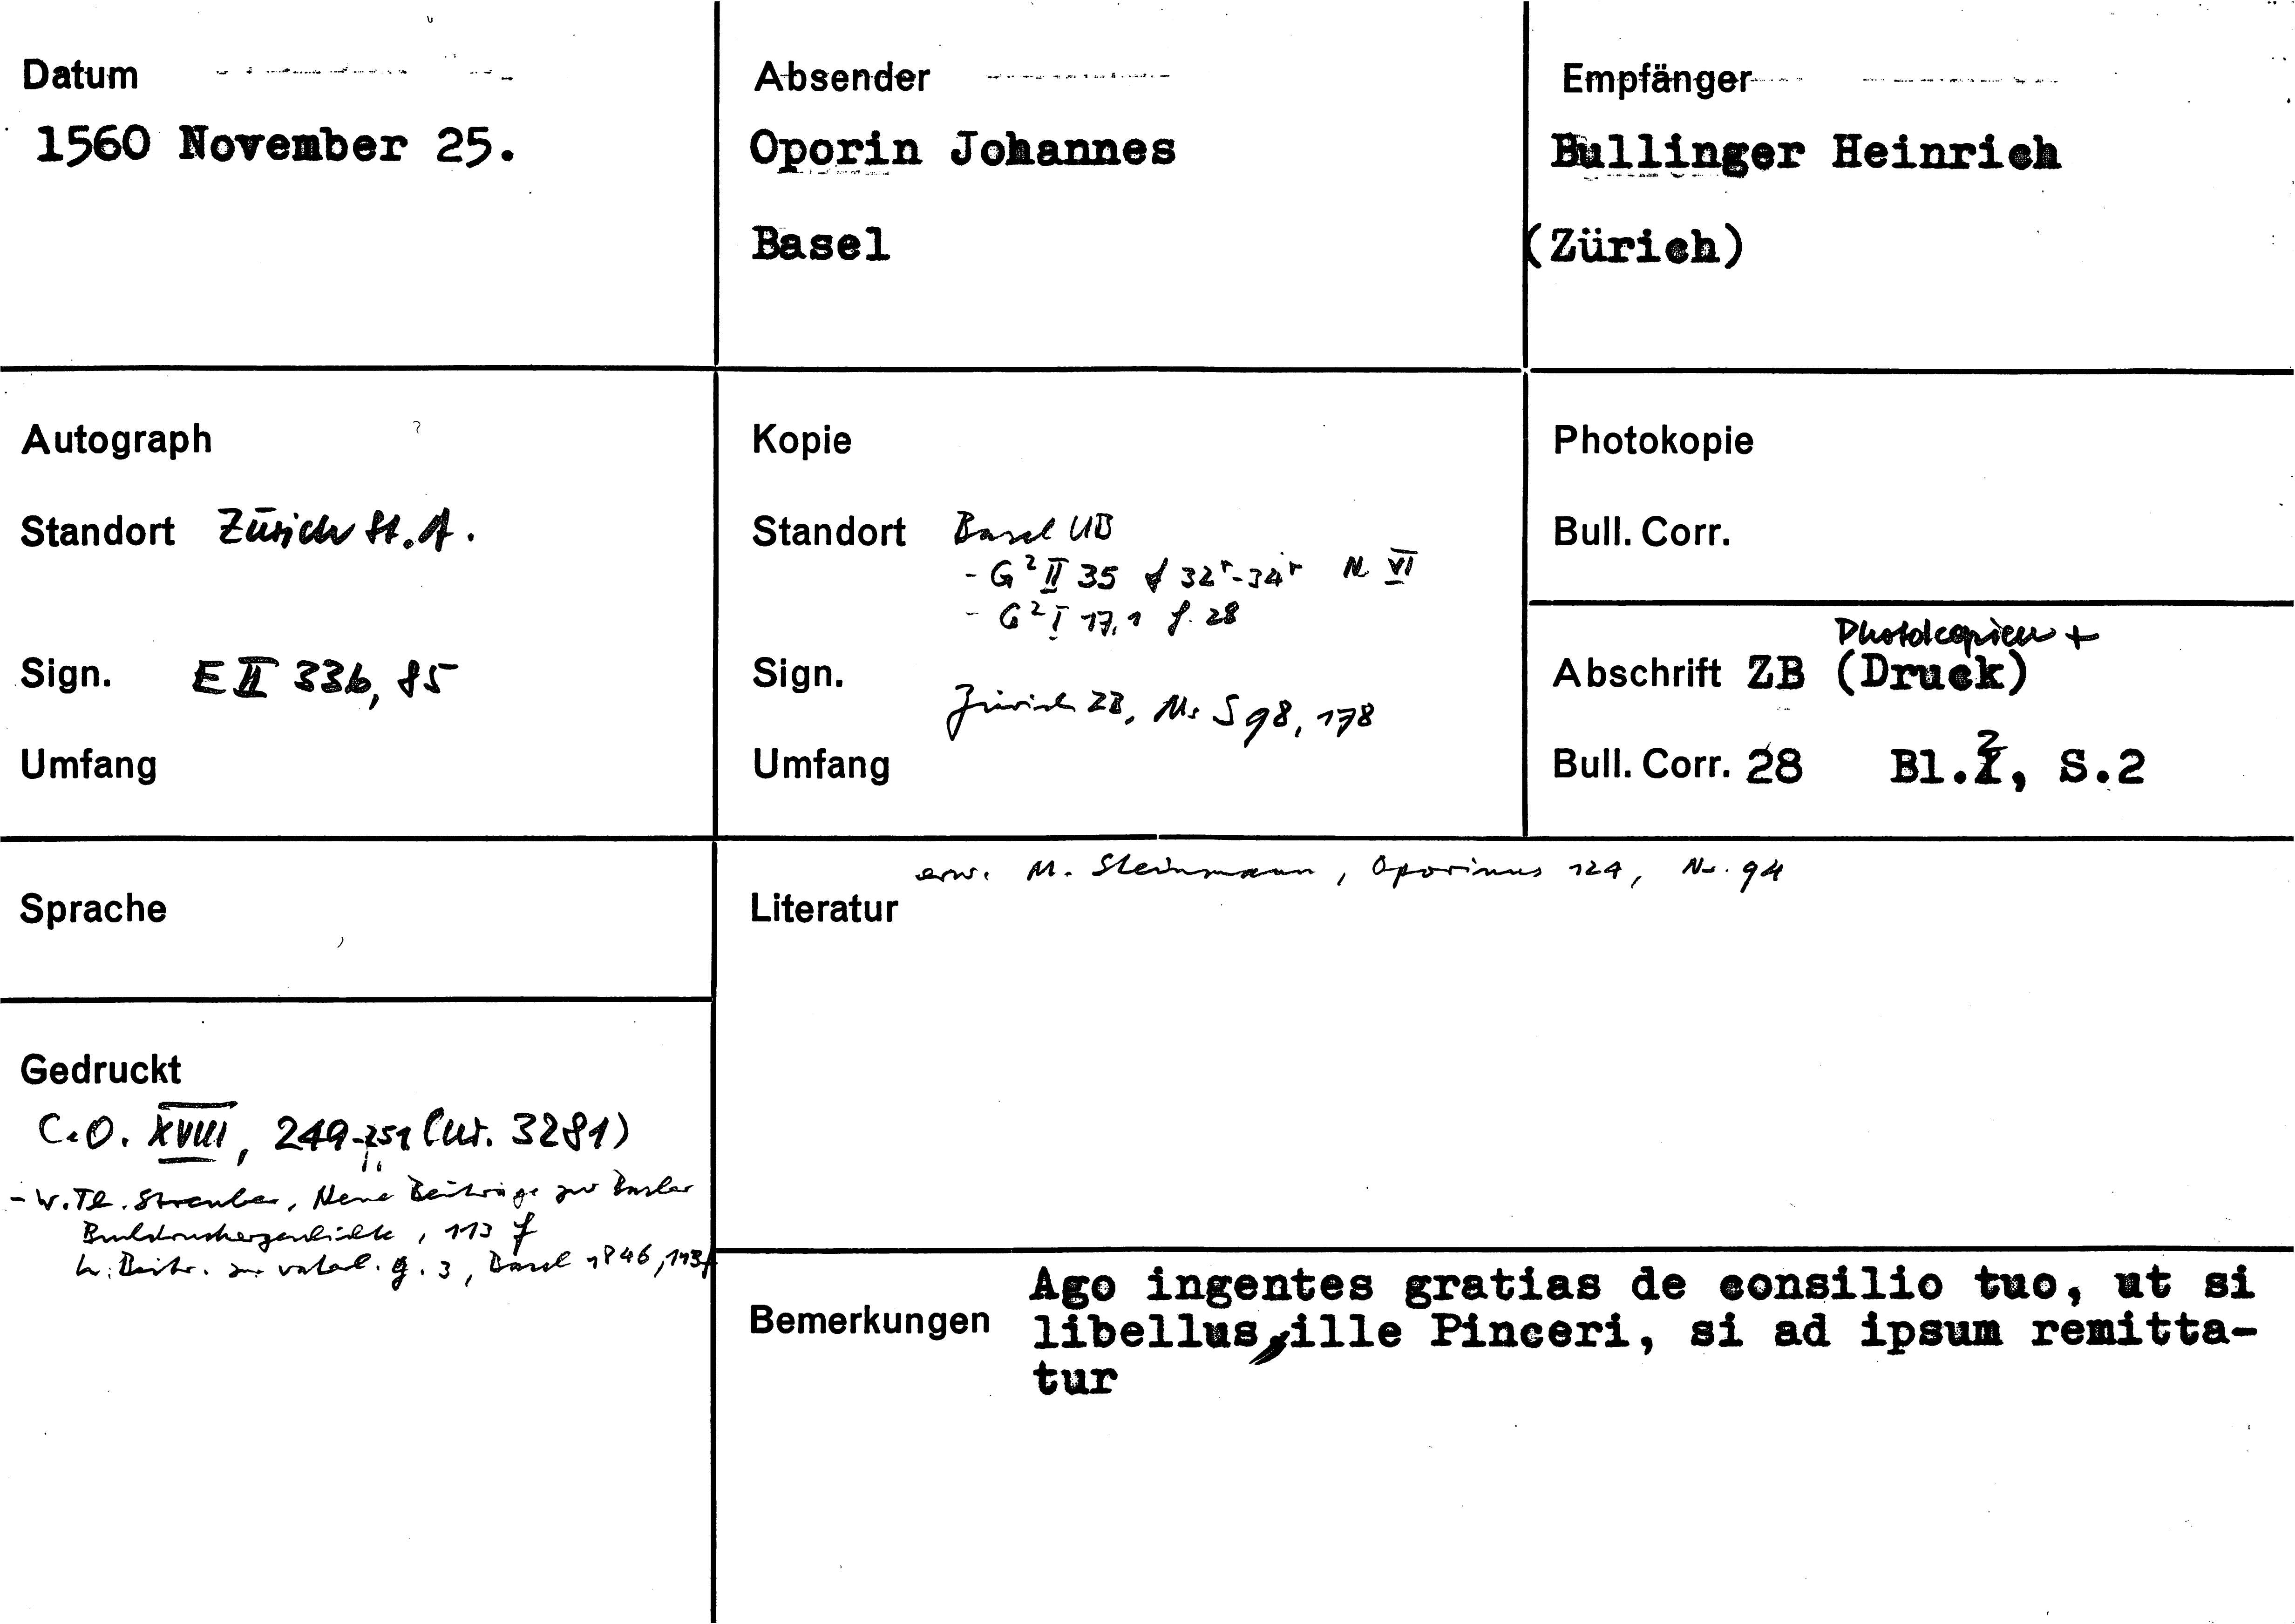 Datum
1560 November 25.
Absender
Oporin Johannes
Basel
Empfänger
Bullinger Heinrich
(Zürich)
Autograph
Standort Zürich St.A.
Sign. E II 336, 85
Umfang
Kopie
Standort Basel UB
- G² II 35 f 32r-34r N. VI
- G² I 17,1 f. 28
Sign.
Zürich ZB, Ms S 98, 178
Umfang
Photokopie
Bull. Corr.
Photokopien +
Abschrift ZB (Druck)
Bull. Corr. 28 Bl.2, S.2
Sprache
Literatur
erw. M. Steinmann, Oporinus 124, Nr. 94
Gedruckt
C.O. XVIII, 249-251 (Nr. 3281)
- W.Th. Streuber, Neue Beiträge zur Basler
Buchdruckergeschichte, 113 f
in: Beitr. zur vaterl. G. 3, Basel 1846, 113f
Bemerkungen
Ago ingentes gratias de consilio tuo, ut si
libellus, ille Pinceri, si ad ipsum remitta-
tur